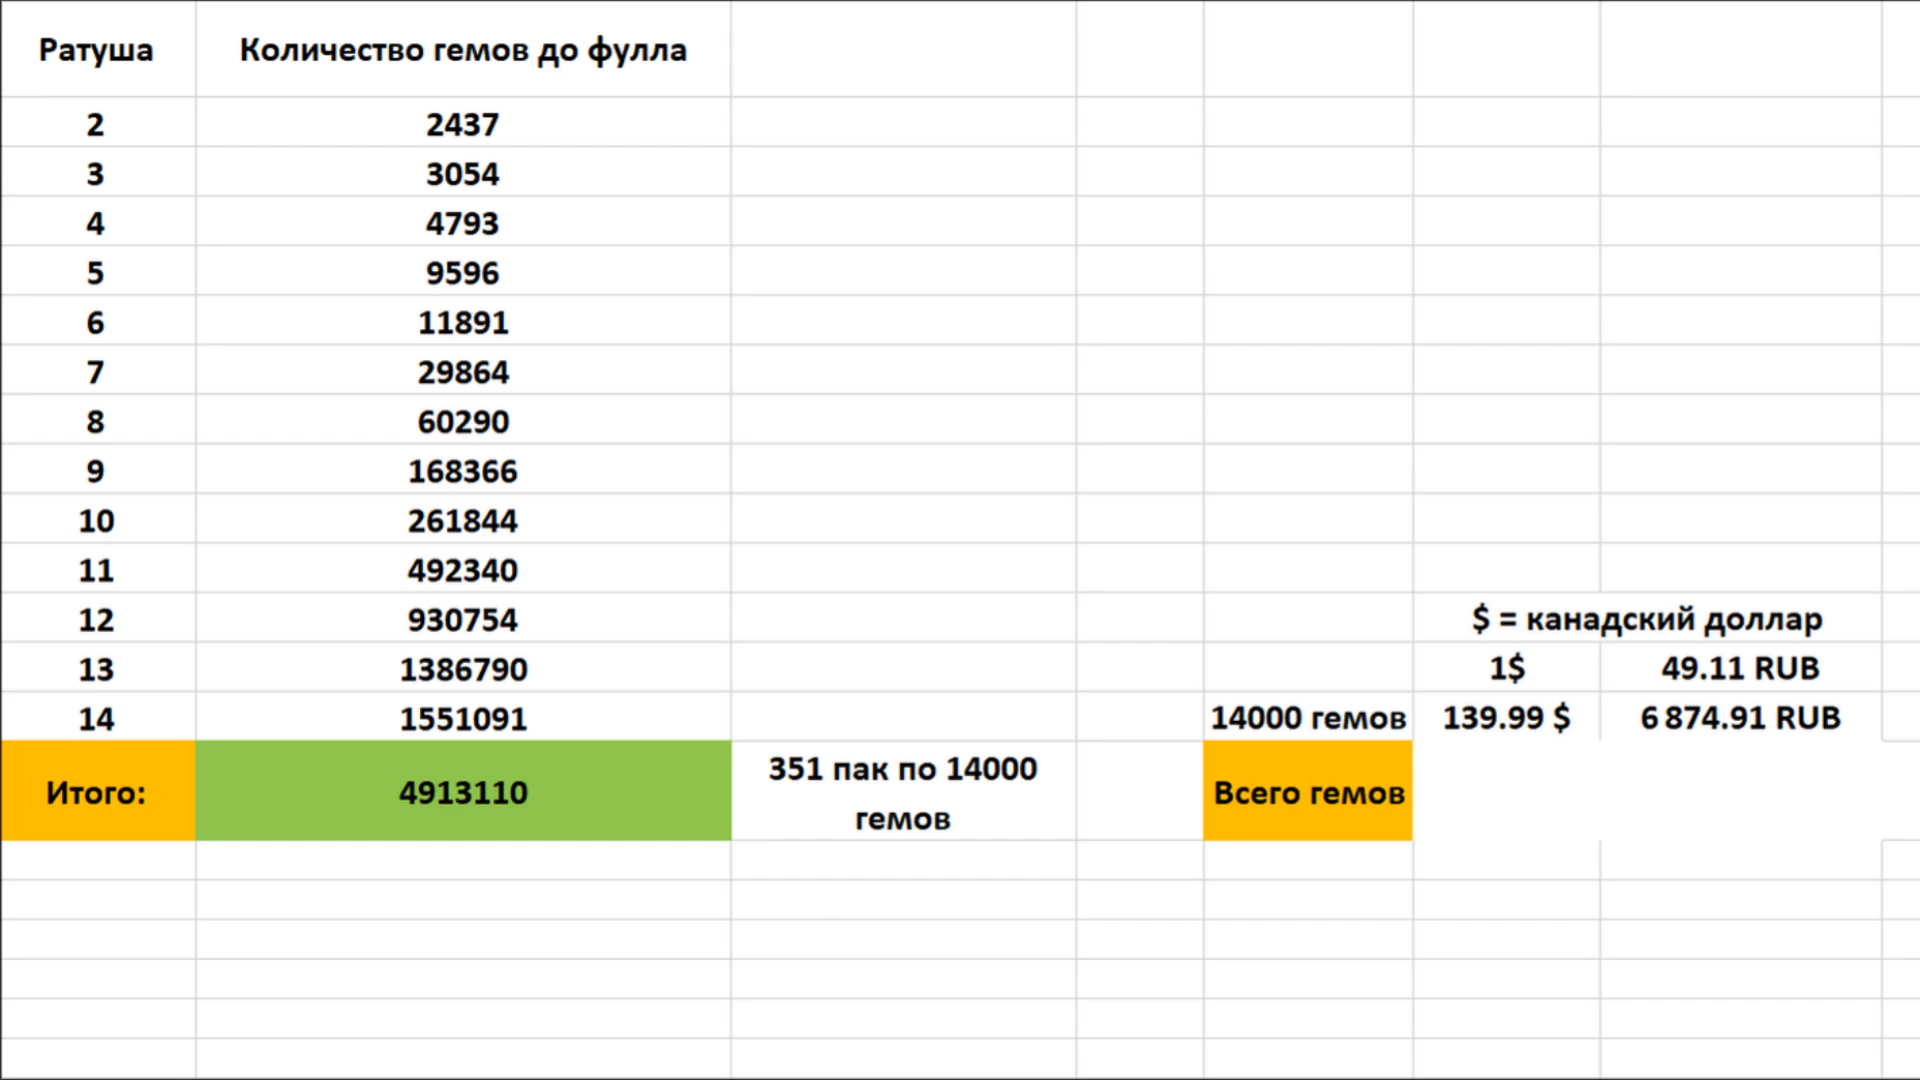 Ратуша Количество гемов до фулла
2 2437
3 3054
4 4793
5 9596
6 11891
7 29864
8 60290
9 168366
10 261844
11 492340
12 930754 $ = канадский доллар
13 1386790 1$ 49.11 RUB
14 1551091 14000 гемов 139.99 $ 6 874.91 RUB
Итого: 4913110 351 пак по 14000
гемов
Всего гемов